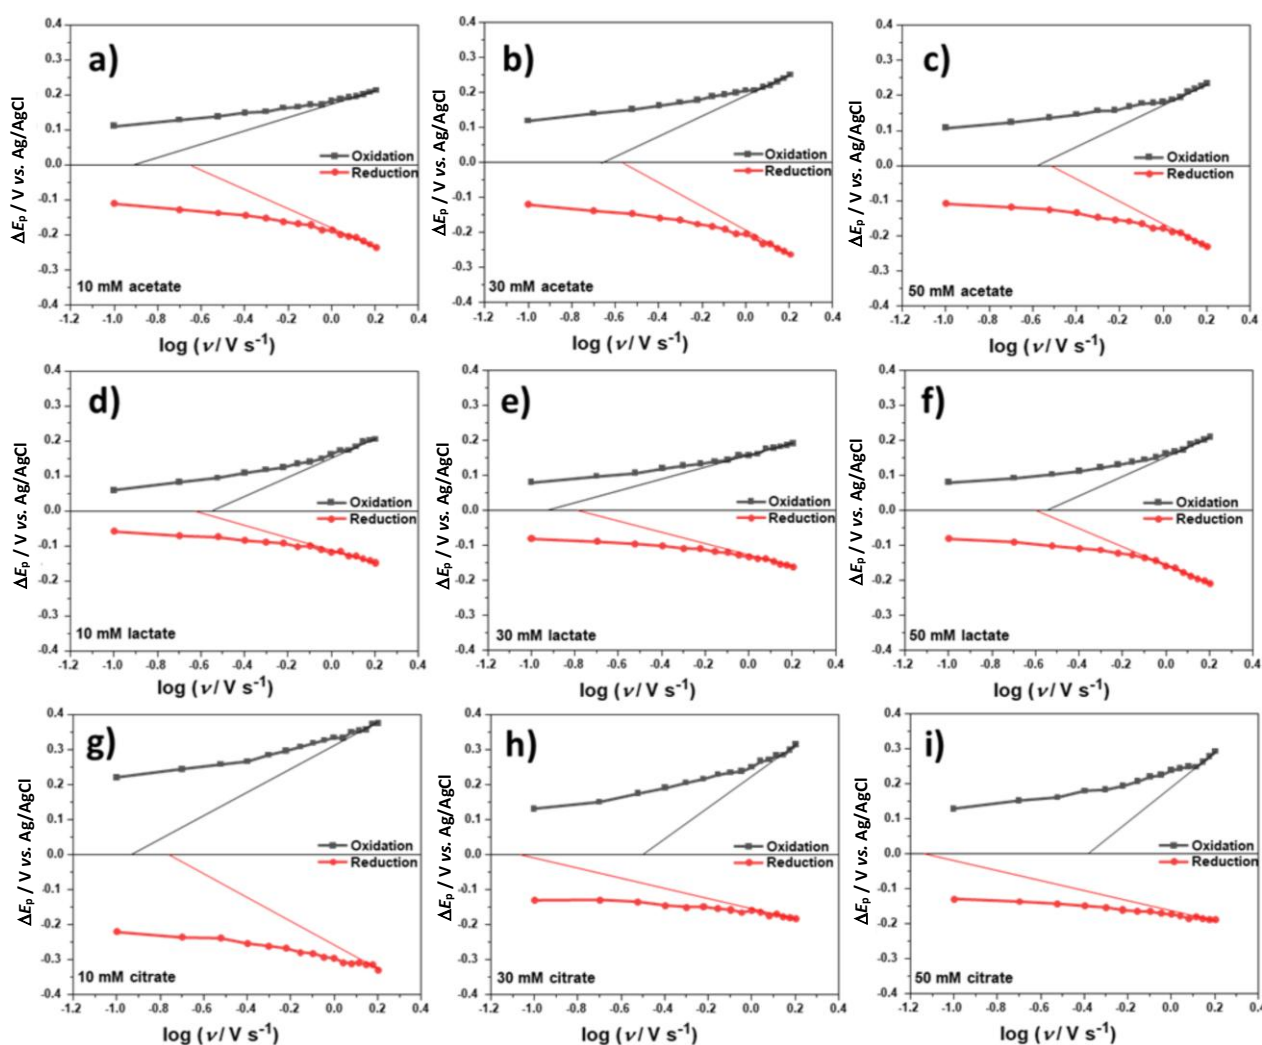 a)
ΔEp / V vs. Ag/AgCl
0.4
0.3
0.2
0.1
0.0
-0.1
-0.2
-0.3
-0.4
Oxidation
Reduction
10 mM acetate
-1.2 -1.0 -0.8 -0.6 -0.4 -0.2 0.0 0.2 0.4
log (ν/ V s⁻¹)
b)
ΔEp / V vs. Ag/AgCl
0.4
0.3
0.2
0.1
0.0
-0.1
-0.2
-0.3
-0.4
Oxidation
Reduction
30 mM acetate
-1.2 -1.0 -0.8 -0.6 -0.4 -0.2 0.0 0.2 0.4
log (ν/ V s⁻¹)
c)
ΔEp / V vs. Ag/AgCl
0.4
0.3
0.2
0.1
0.0
-0.1
-0.2
-0.3
-0.4
Oxidation
Reduction
50 mM acetate
-1.2 -1.0 -0.8 -0.6 -0.4 -0.2 0.0 0.2 0.4
log (ν/ V s⁻¹)
d)
ΔEp / V vs. Ag/AgCl
0.4
0.3
0.2
0.1
0.0
-0.1
-0.2
-0.3
-0.4
Oxidation
Reduction
10 mM lactate
-1.2 -1.0 -0.8 -0.6 -0.4 -0.2 0.0 0.2 0.4
log (ν/ V s⁻¹)
e)
ΔEp / V vs. Ag/AgCl
0.4
0.3
0.2
0.1
0.0
-0.1
-0.2
-0.3
-0.4
Oxidation
Reduction
30 mM lactate
-1.2 -1.0 -0.8 -0.6 -0.4 -0.2 0.0 0.2 0.4
log (ν/ V s⁻¹)
f)
ΔEp / V vs. Ag/AgCl
0.4
0.3
0.2
0.1
0.0
-0.1
-0.2
-0.3
-0.4
Oxidation
Reduction
50 mM lactate
-1.2 -1.0 -0.8 -0.6 -0.4 -0.2 0.0 0.2 0.4
log (ν/ V s⁻¹)
g)
ΔEp / V vs. Ag/AgCl
0.4
0.3
0.2
0.1
0.0
-0.1
-0.2
-0.3
-0.4
Oxidation
Reduction
10 mM citrate
-1.2 -1.0 -0.8 -0.6 -0.4 -0.2 0.0 0.2 0.4
log (ν/ V s⁻¹)
h)
ΔEp / V vs. Ag/AgCl
0.4
0.3
0.2
0.1
0.0
-0.1
-0.2
-0.3
-0.4
Oxidation
Reduction
30 mM citrate
-1.2 -1.0 -0.8 -0.6 -0.4 -0.2 0.0 0.2 0.4
log (ν/ V s⁻¹)
i)
ΔEp / V vs. Ag/AgCl
0.4
0.3
0.2
0.1
0.0
-0.1
-0.2
-0.3
-0.4
Oxidation
Reduction
50 mM citrate
-1.2 -1.0 -0.8 -0.6 -0.4 -0.2 0.0 0.2 0.4
log (ν/ V s⁻¹)